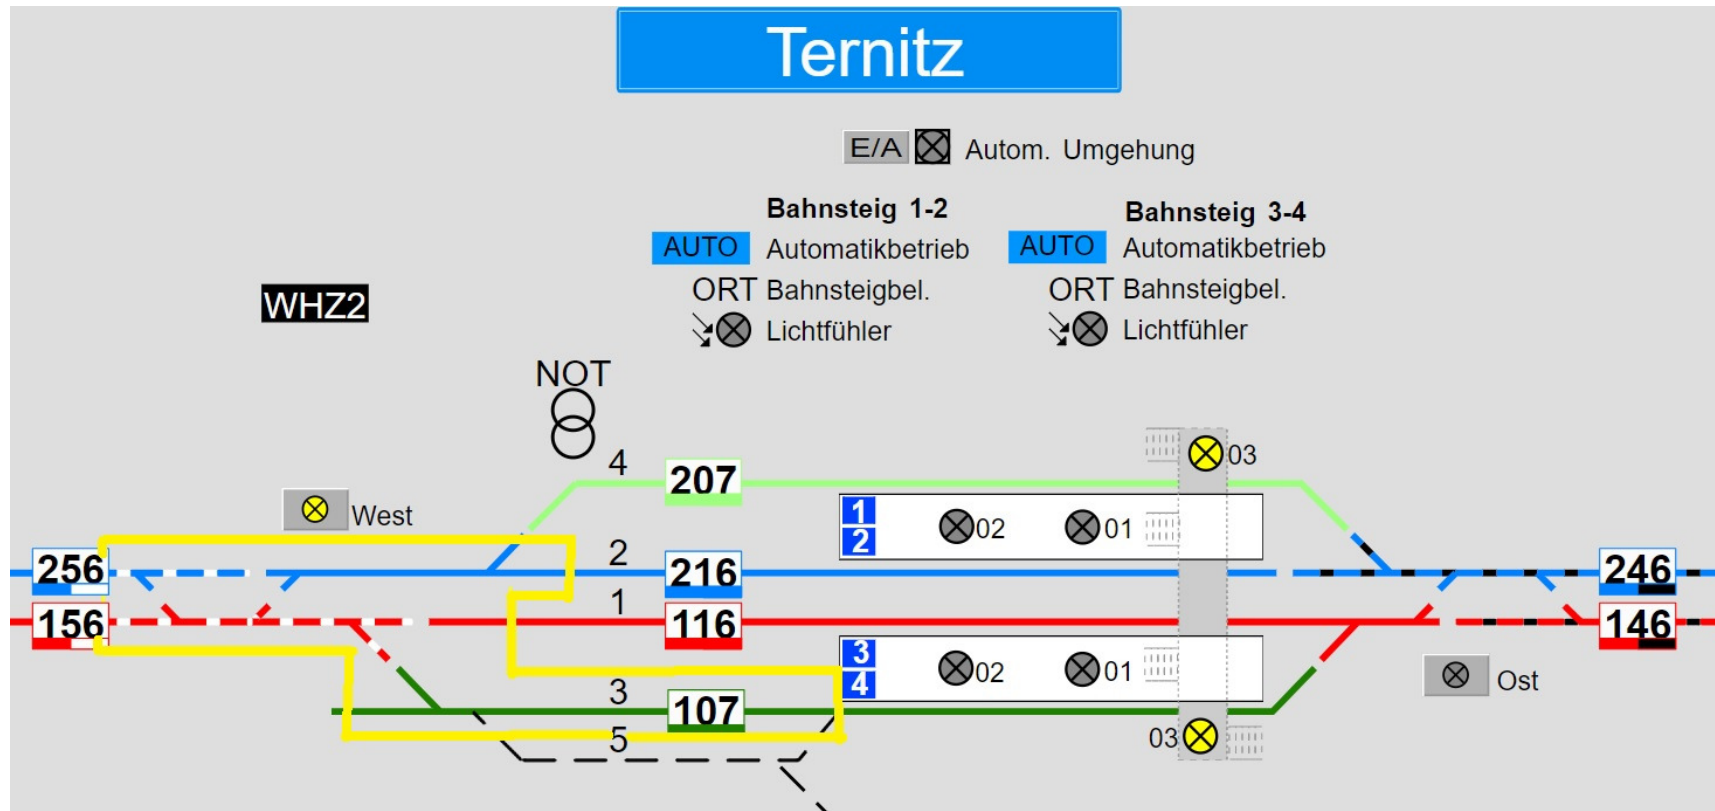 Ternitz
E/A Autom. Umgehung
Bahnsteig 1-2
AUTO Automatikbetrieb
ORT Bahnsteigbel.
Lichtfühler
Bahnsteig 3-4
AUTO Automatikbetrieb
ORT Bahnsteigbel.
Lichtfühler
WHZ2
NOT
4 207
03
West
1
2
02 01
256
2 216
246
156
1 116
146
3
4
02 01
Ost
3 107
03
5